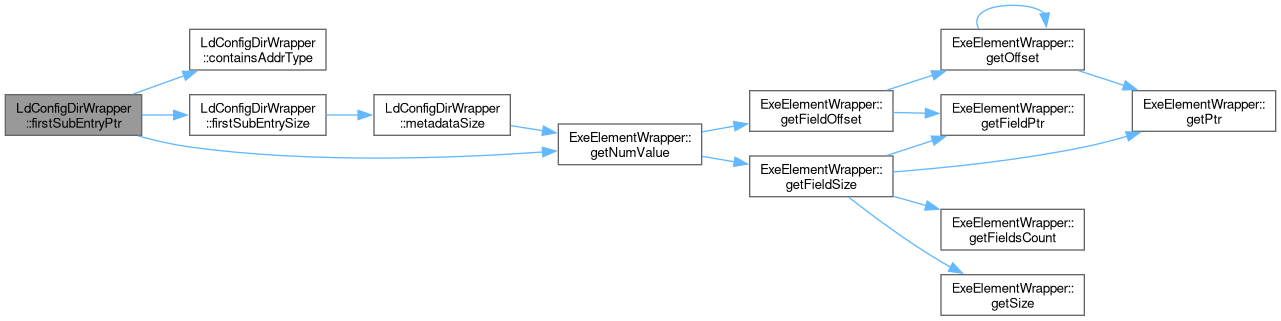 LdConfigDirWrapper
::firstSubEntryPtr
LdConfigDirWrapper
::containsAddrType
LdConfigDirWrapper
::firstSubEntrySize
LdConfigDirWrapper
::metadataSize
ExeElementWrapper::
getNumValue
ExeElementWrapper::
getFieldOffset
ExeElementWrapper::
getFieldSize
ExeElementWrapper::
getOffset
ExeElementWrapper::
getFieldPtr
ExeElementWrapper::
getFieldsCount
ExeElementWrapper::
getSize
ExeElementWrapper::
getPtr